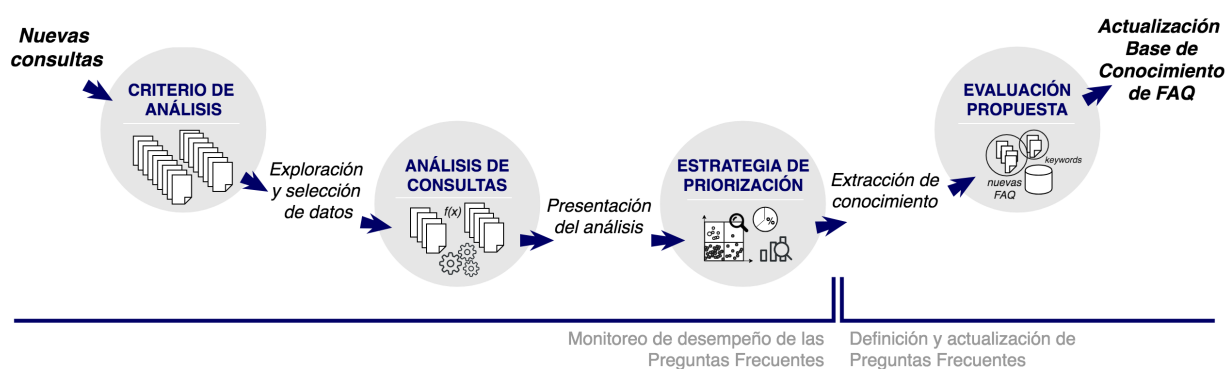 Nuevas
consultas
CRITERIO DE
ANÁLISIS
Exploración
y selección
de datos
ANÁLISIS DE
CONSULTAS
f(x)
Presentación
del análisis
ESTRATEGIA DE
PRIORIZACIÓN
%
Extracción de
conocimiento
EVALUACIÓN
PROPUESTA
keywords
nuevas
FAQ
Actualización
Base de
Conocimiento
de FAQ
Monitoreo de desempeño de las
Preguntas Frecuentes
Definición y actualización de
Preguntas Frecuentes